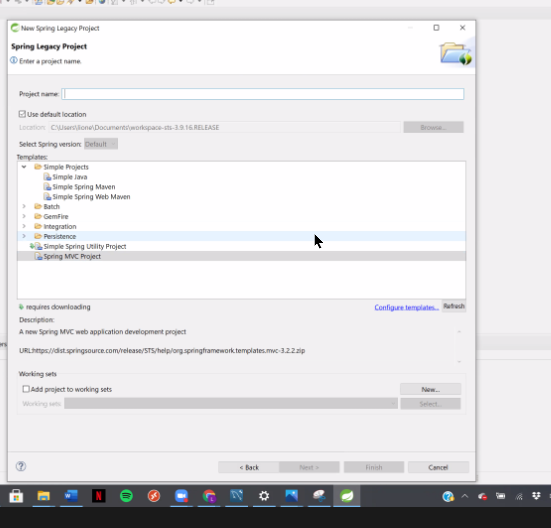 New Spring Legacy Project
Spring Legacy Project
Enter a project name.
Project name:
Use default location
Location: C:\Users\lione\Documents\workspace-sts-3.9.16.RELEASE Browse...
Select Spring version: Default
Templates:
Simple Projects
Simple Java
Simple Spring Maven
Simple Spring Web Maven
Batch
GemFire
Integration
Persistence
Simple Spring Utility Project
Spring MVC Project
requires downloading Configure templates... Refresh
Description:
A new Spring MVC web application development project
URL:https://dist.springsource.com/release/STS/help/org.springframework.templates.mvc-3.2.2.zip
Working sets
Add project to working sets New...
Working sets: Select...
< Back Next > Finish Cancel